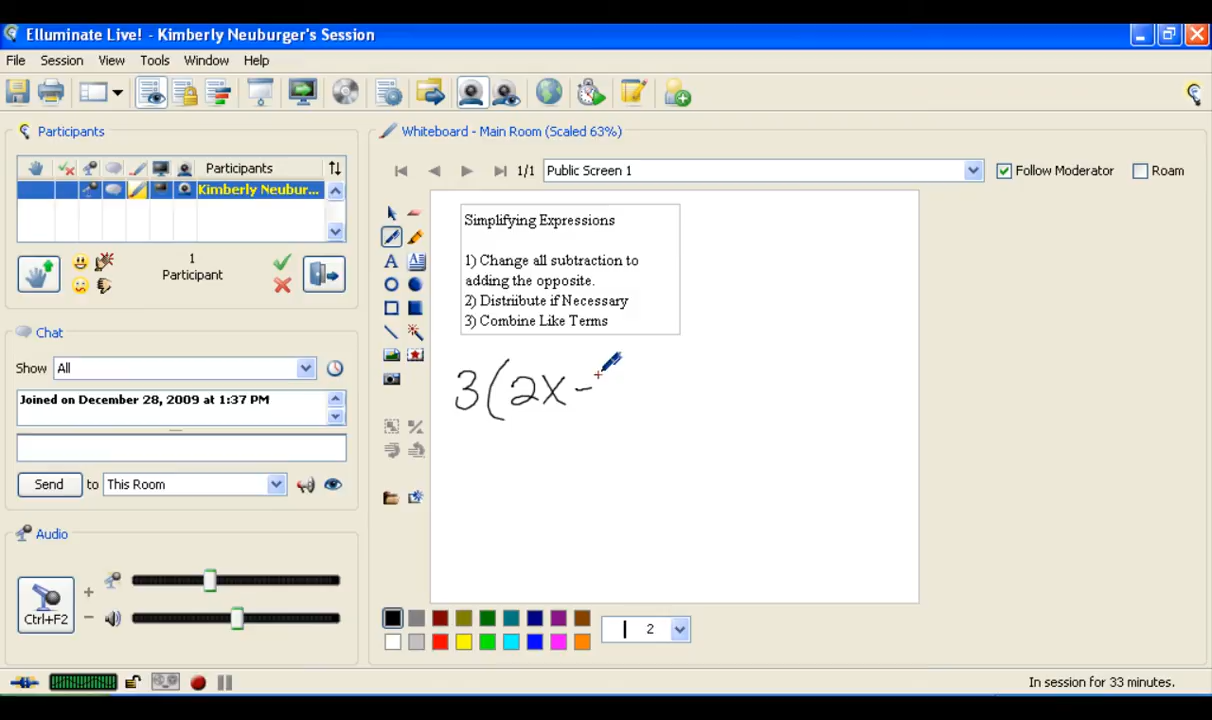 Elluminate Live! - Kimberly Neuburger's Session
File Session View Tools Window Help
Participants
Participants
Kimberly Neubur...
1
Participant
Chat
Show All
Joined on December 28, 2009 at 1:37 PM
Send to This Room
Audio
Ctrl+F2
Whiteboard - Main Room (Scaled 63%)
1/1 Public Screen 1 Follow Moderator Roam
A A
Simplifying Expressions
1) Change all subtraction to
adding the opposite.
2) Distriibute if Necessary
3) Combine Like Terms
3(2x-
2
In session for 33 minutes.